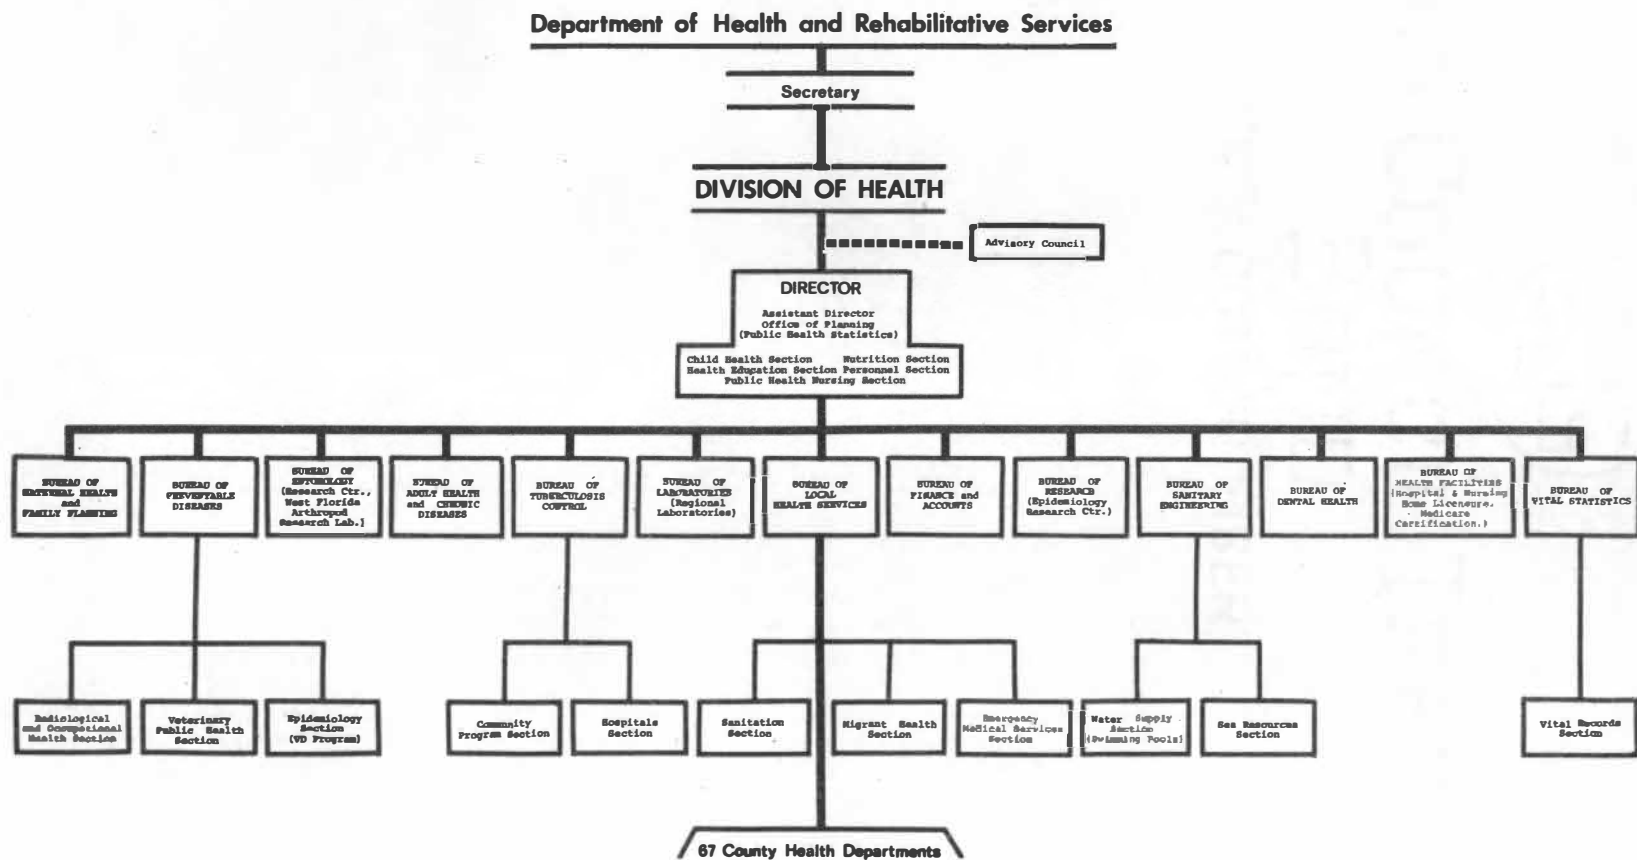 Department of Health and Rehabilitative Services
Secretary
DIVISION OF HEALTH
Advisory Council
DIRECTOR
Assistant Director
Office of Planning
(Public Health Statistics)
Child Health Section Nutrition Section
Health Education Section Personnel Section
Public Health Nursing Section
BUREAU OF
MATERNAL HEALTH
and
FAMILY PLANNING
BUREAU OF
PREVENTABLE
DISEASES
BUREAU OF
ENTOMOLOGY
(Research Ctr.,
West Florida
Arthropod
Research Lab.)
BUREAU OF
ADULT HEALTH
and CHRONIC
DISEASES
BUREAU OF
TUBERCULOSIS
CONTROL
BUREAU OF
LABORATORIES
(Regional
Laboratories)
BUREAU OF
LOCAL
HEALTH SERVICES
BUREAU OF
FINANCE and
ACCOUNTS
BUREAU OF
RESEARCH
(Epidemiology
Research Ctr.)
BUREAU OF
SANITARY
ENGINEERING
BUREAU OF
DENTAL HEALTH
BUREAU OF
HEALTH FACILITIES
(Hospital & Nursing
Home Licensure,
Medicare
Certification.)
BUREAU OF
VITAL STATISTICS
Radiological
and Occupational
Health Section
Veterinary
Public Health
Section
Epidemiology
Section
(VD Program)
Community
Program Section
Hospitals
Section
Sanitation
Section
Migrant Health
Section
Emergency
Medical Services
Section
Water Supply
Section
(Swimming Pools)
Sea Resources
Section
Vital Records
Section
67 County Health Departments